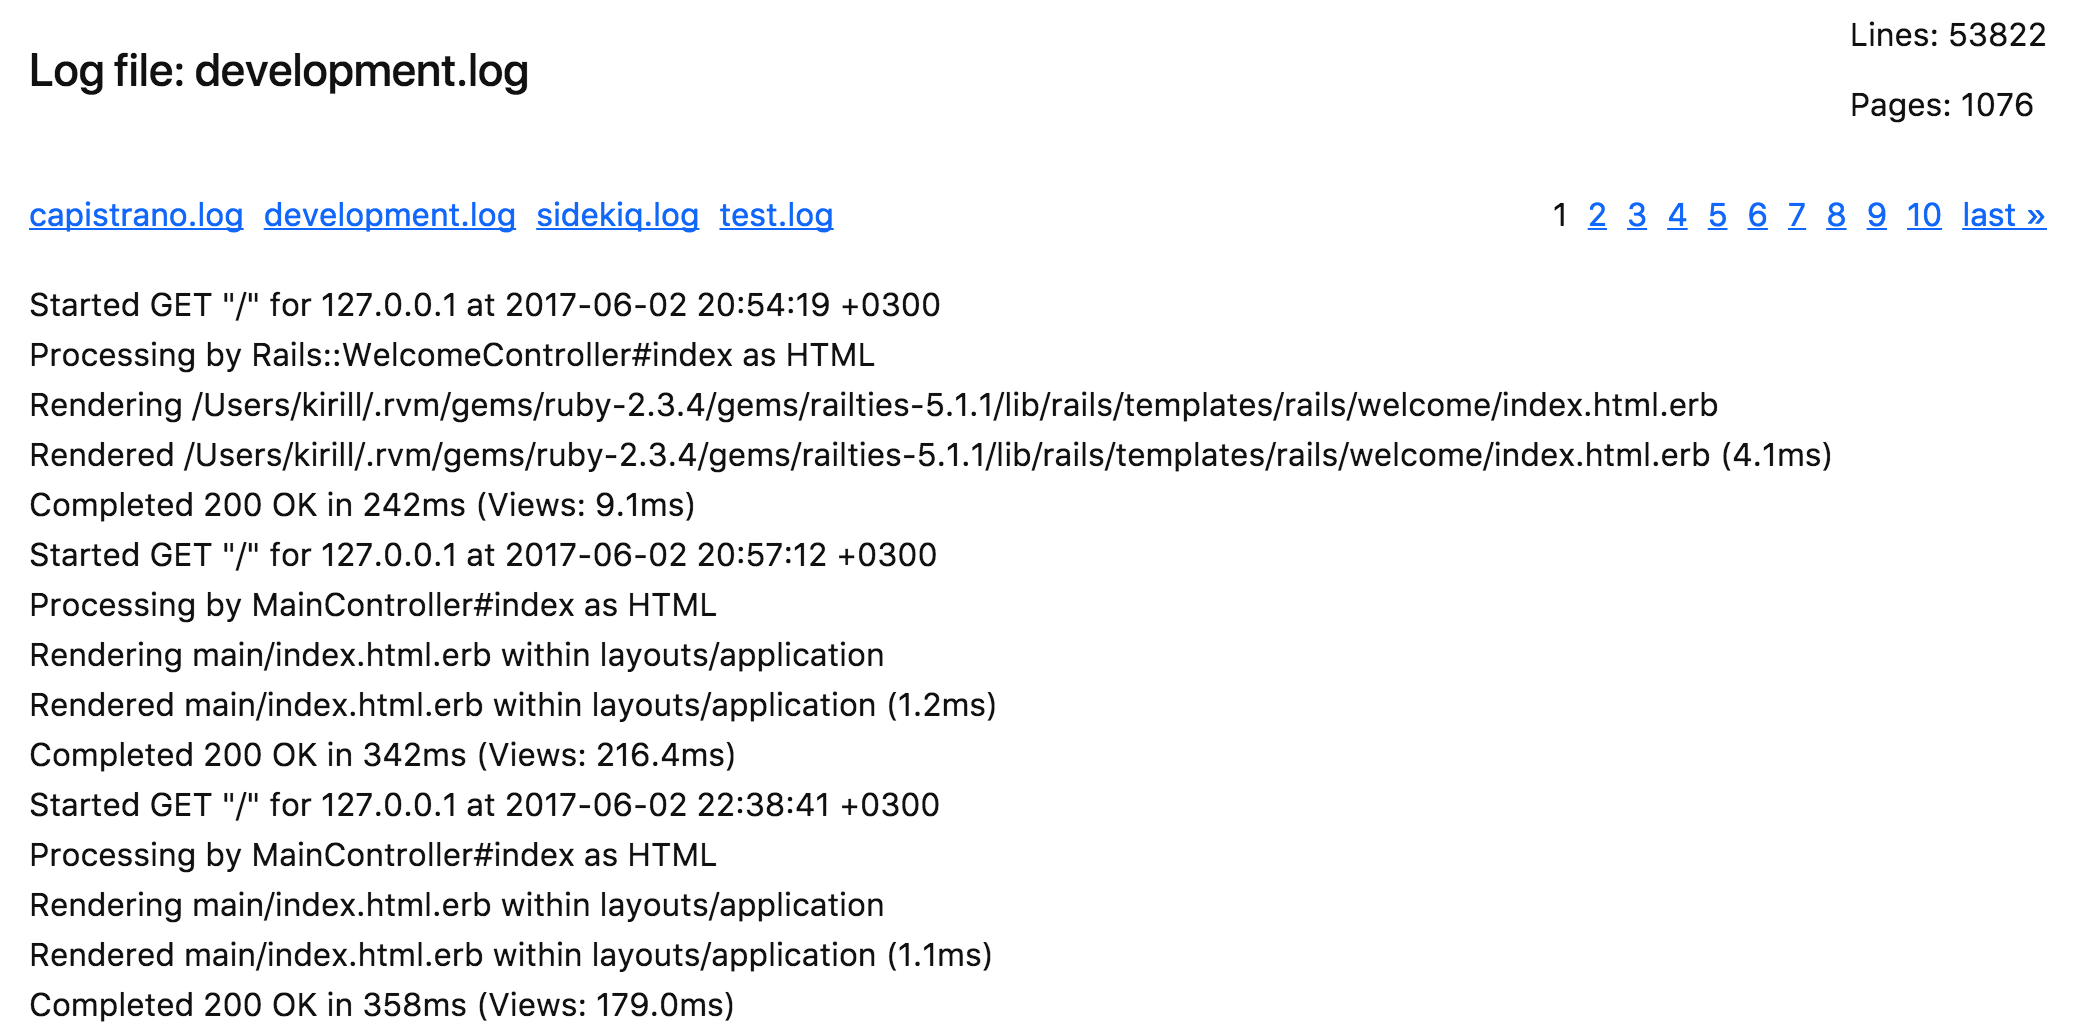 Lines: 53822
Log file: development.log
Pages: 1076
capistrano.log development.log sidekiq.log test.log 1 2 3 4 5 6 7 8 9 10 last »
Started GET "/" for 127.0.0.1 at 2017-06-02 20:54:19 +0300
Processing by Rails::WelcomeController#index as HTML
Rendering /Users/kirill/.rvm/gems/ruby-2.3.4/gems/railties-5.1.1/lib/rails/templates/rails/welcome/index.html.erb
Rendered /Users/kirill/.rvm/gems/ruby-2.3.4/gems/railties-5.1.1/lib/rails/templates/rails/welcome/index.html.erb (4.1ms)
Completed 200 OK in 242ms (Views: 9.1ms)
Started GET "/" for 127.0.0.1 at 2017-06-02 20:57:12 +0300
Processing by MainController#index as HTML
Rendering main/index.html.erb within layouts/application
Rendered main/index.html.erb within layouts/application (1.2ms)
Completed 200 OK in 342ms (Views: 216.4ms)
Started GET "/" for 127.0.0.1 at 2017-06-02 22:38:41 +0300
Processing by MainController#index as HTML
Rendering main/index.html.erb within layouts/application
Rendered main/index.html.erb within layouts/application (1.1ms)
Completed 200 OK in 358ms (Views: 179.0ms)